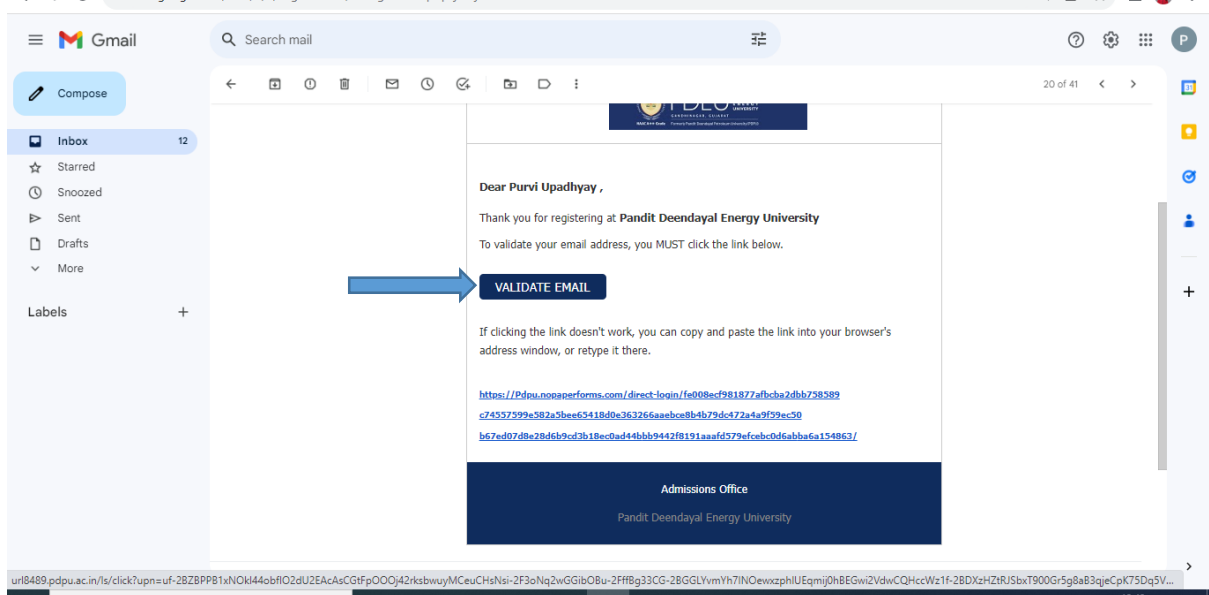 Gmail
Search mail
Compose
20 of 41
Inbox 12
Starred
Snoozed
Sent
Drafts
More
Labels
UNIVERSITY
GANDHINAGAR, GUJARAT
Dear Purvi Upadhyay ,
Thank you for registering at Pandit Deendayal Energy University
To validate your email address, you MUST click the link below.
VALIDATE EMAIL
If clicking the link doesn't work, you can copy and paste the link into your browser's
address window, or retype it there.
https://Pdpu.nopaperforms.com/direct-login/fe008ecf981877afbcba2dbb758589
c74557599e582a5bee65418d0e363266aaebce8b4b79dc472a4a9f59ec50
b67ed07d8e28d6b9cd3b18ec0ad44bbb9442f8191aaafd579efcebc0d6abba6a154863/
Admissions Office
Pandit Deendayal Energy University
P
31